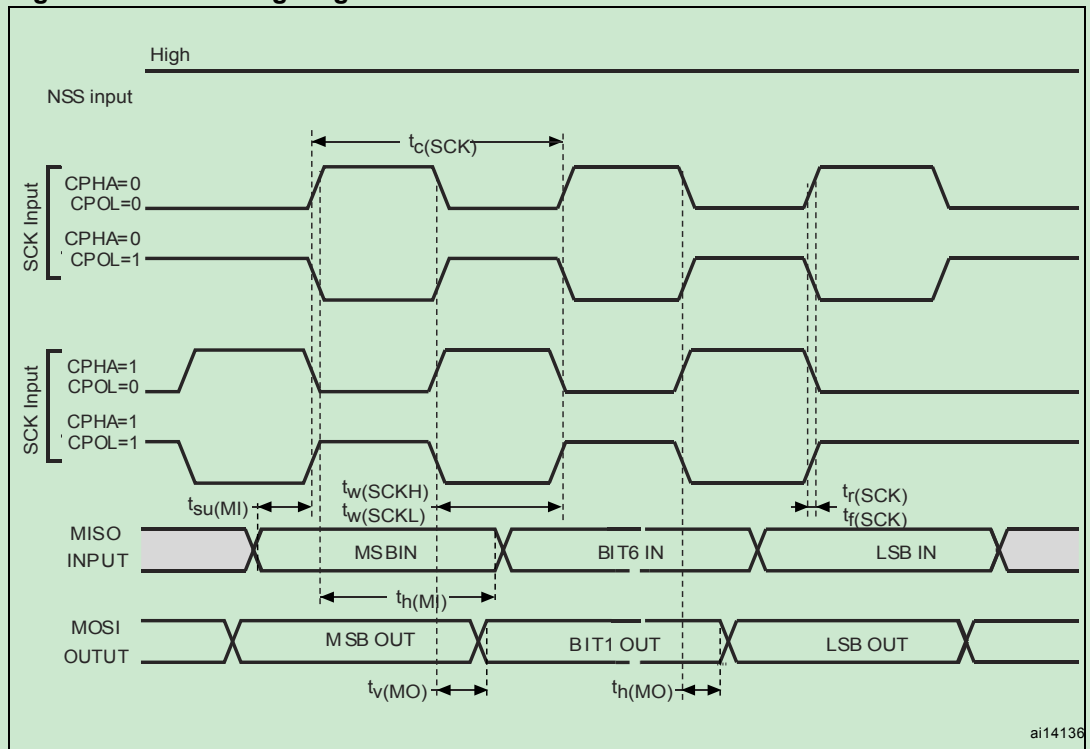 High
NSS input
tc(SCK)
SCK Input
CPHA=0
CPOL=0
CPHA=0
CPOL=1
SCK Input
CPHA=1
CPOL=0
CPHA=1
CPOL=1
tsu(MI)
tw(SCKH)
tw(SCKL)
tr(SCK)
tf(SCK)
MISO
INPUT
MSBIN
BIT6 IN
LSB IN
th(MI)
MOSI
OUTUT
MSB OUT
BIT1 OUT
LSB OUT
tv(MO)
th(MO)
ai14136